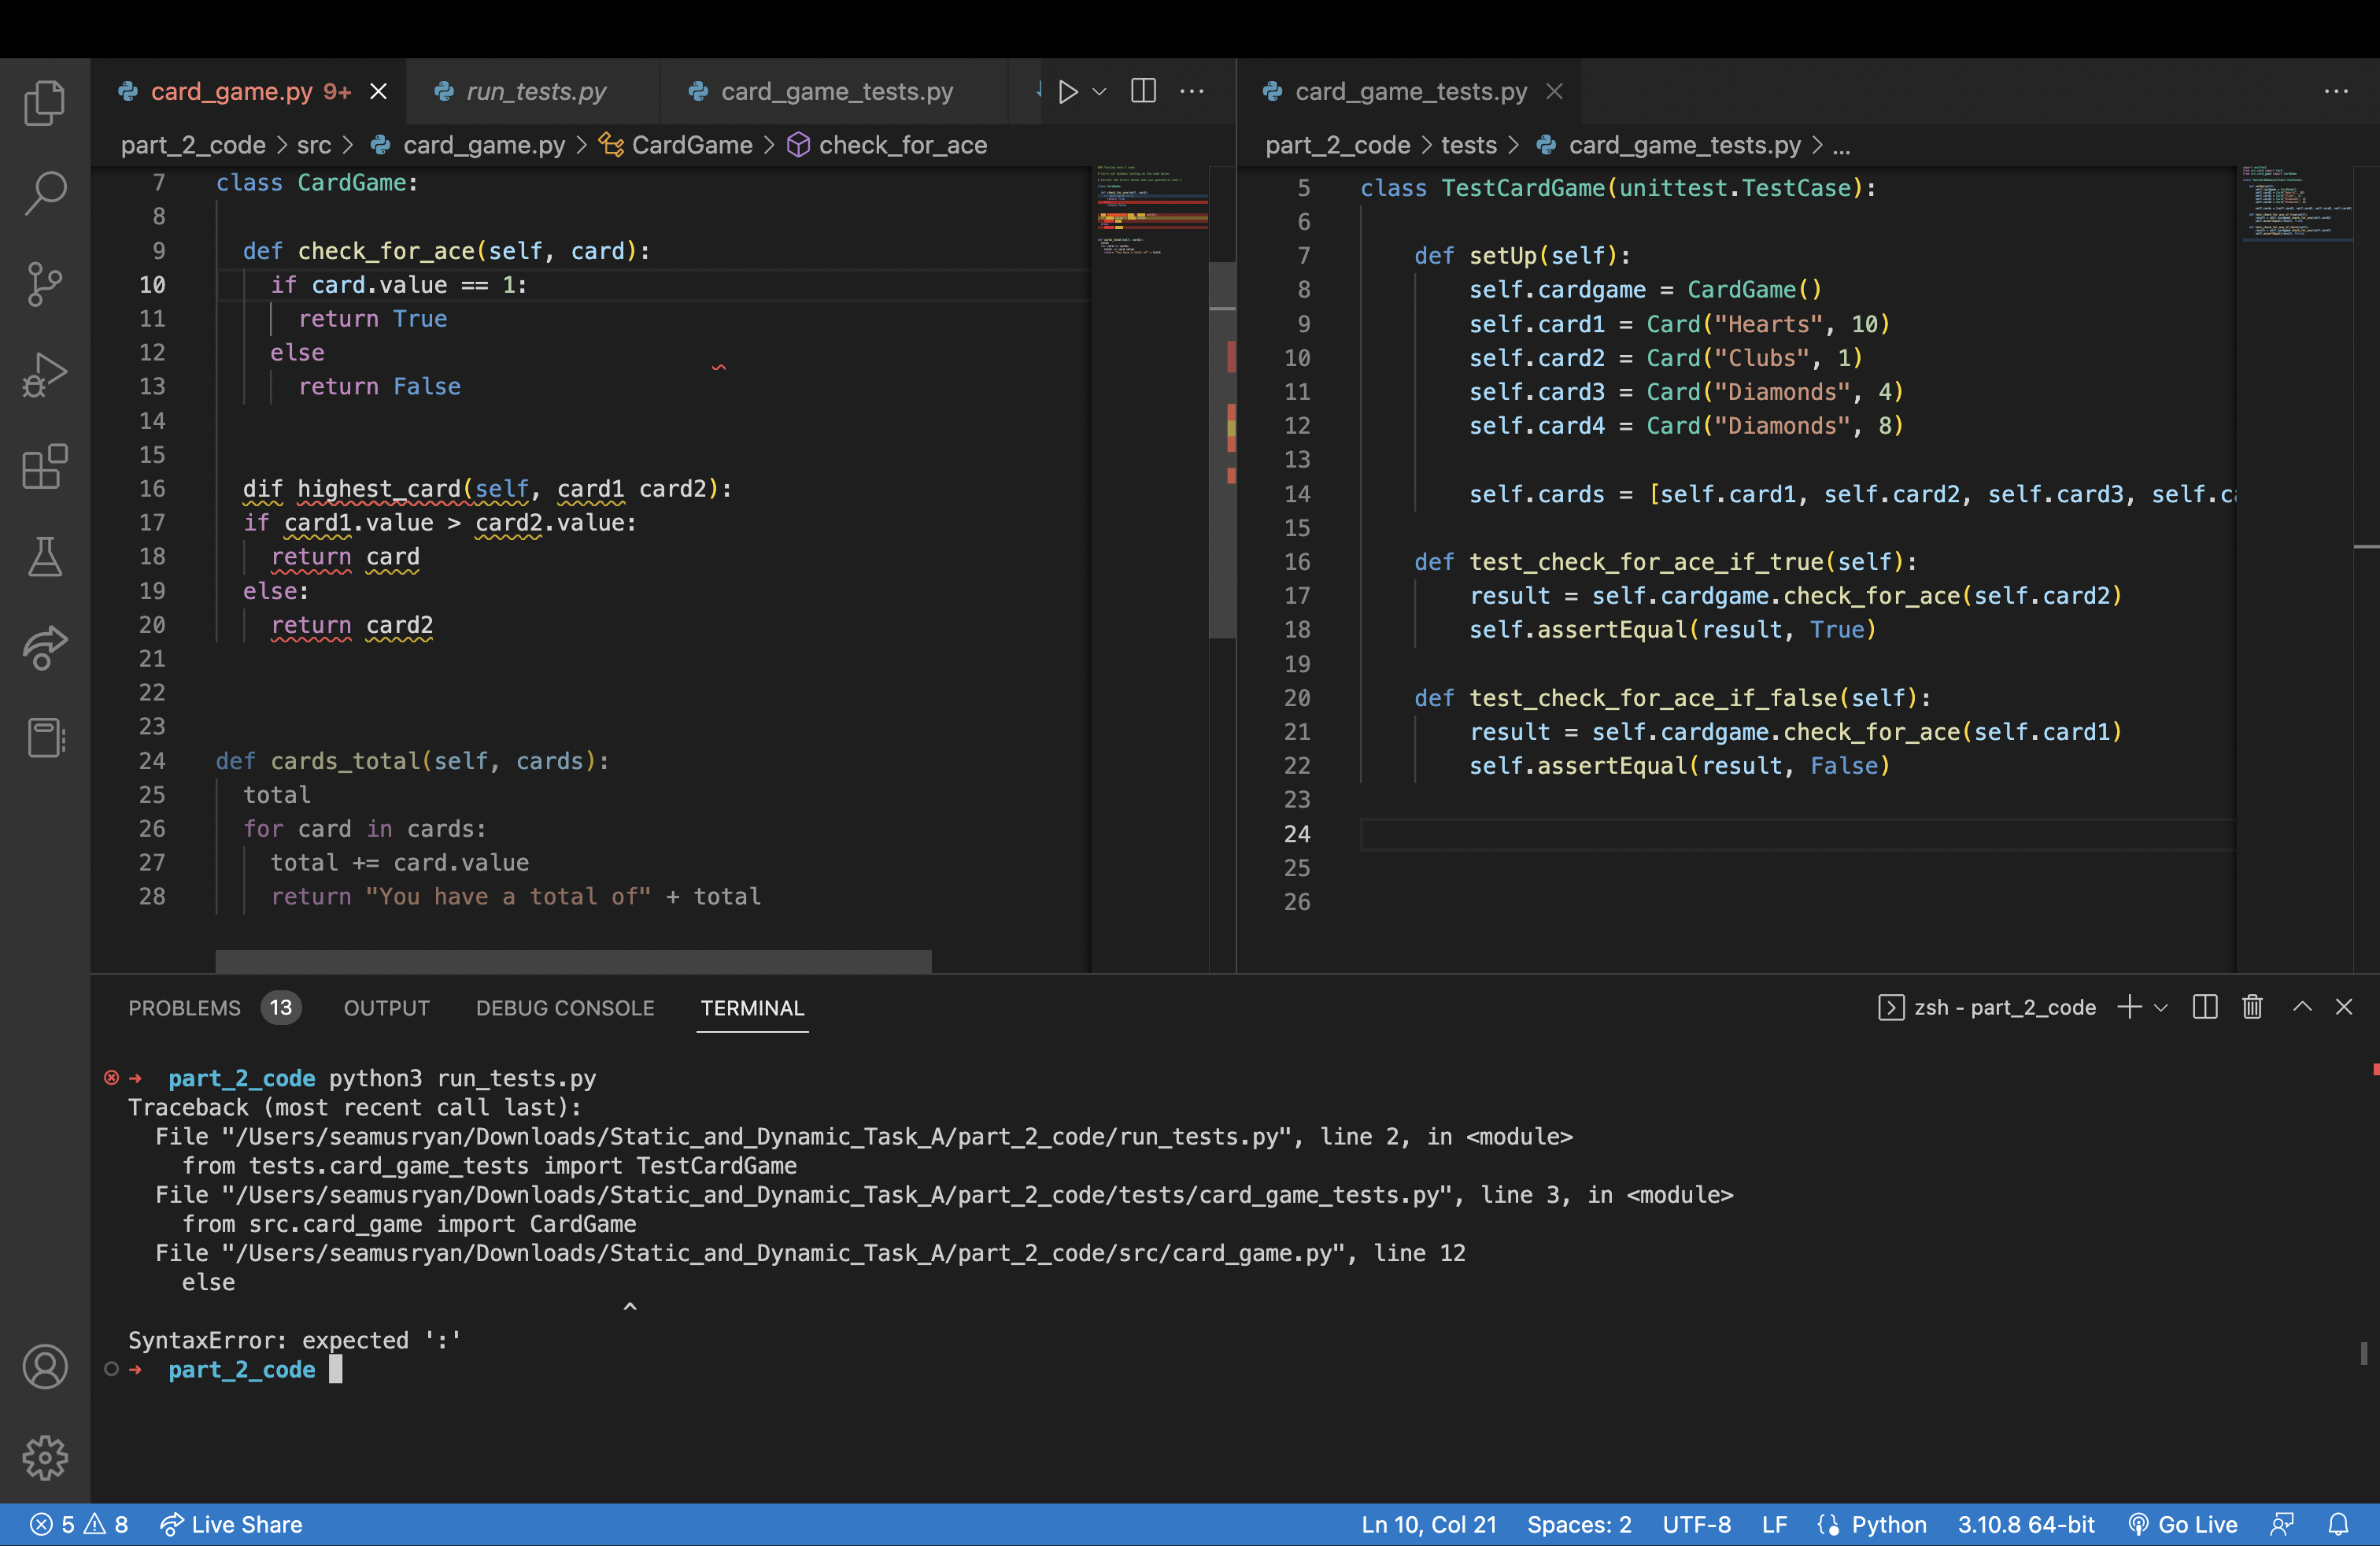 card_game.py 9+
run_tests.py
card_game_tests.py
part_2_code > src > card_game.py > CardGame > check_for_ace
7 class CardGame:
8
9 def check_for_ace(self, card):
10 if card.value == 1:
11 return True
12 else
13 return False
14
15
16 dif highest_card(self, card1 card2):
17 if card1.value > card2.value:
18 return card
19 else:
20 return card2
21
22
23
24 def cards_total(self, cards):
25 total
26 for card in cards:
27 total += card.value
28 return "You have a total of" + total
card_game_tests.py
part_2_code > tests > card_game_tests.py > ...
5 class TestCardGame(unittest.TestCase):
6
7 def setUp(self):
8 self.cardgame = CardGame()
9 self.card1 = Card("Hearts", 10)
10 self.card2 = Card("Clubs", 1)
11 self.card3 = Card("Diamonds", 4)
12 self.card4 = Card("Diamonds", 8)
13
14 self.cards = [self.card1, self.card2, self.card3, self.ca
15
16 def test_check_for_ace_if_true(self):
17 result = self.cardgame.check_for_ace(self.card2)
18 self.assertEqual(result, True)
19
20 def test_check_for_ace_if_false(self):
21 result = self.cardgame.check_for_ace(self.card1)
22 self.assertEqual(result, False)
23
24
25
26
PROBLEMS 13 OUTPUT DEBUG CONSOLE TERMINAL
zsh - part_2_code
part_2_code python3 run_tests.py
Traceback (most recent call last):
File "/Users/seamusryan/Downloads/Static_and_Dynamic_Task_A/part_2_code/run_tests.py", line 2, in <module>
from tests.card_game_tests import TestCardGame
File "/Users/seamusryan/Downloads/Static_and_Dynamic_Task_A/part_2_code/tests/card_game_tests.py", line 3, in <module>
from src.card_game import CardGame
File "/Users/seamusryan/Downloads/Static_and_Dynamic_Task_A/part_2_code/src/card_game.py", line 12
else
^
SyntaxError: expected ':'
part_2_code
5 8 Live Share
Ln 10, Col 21 Spaces: 2 UTF-8 LF Python 3.10.8 64-bit Go Live